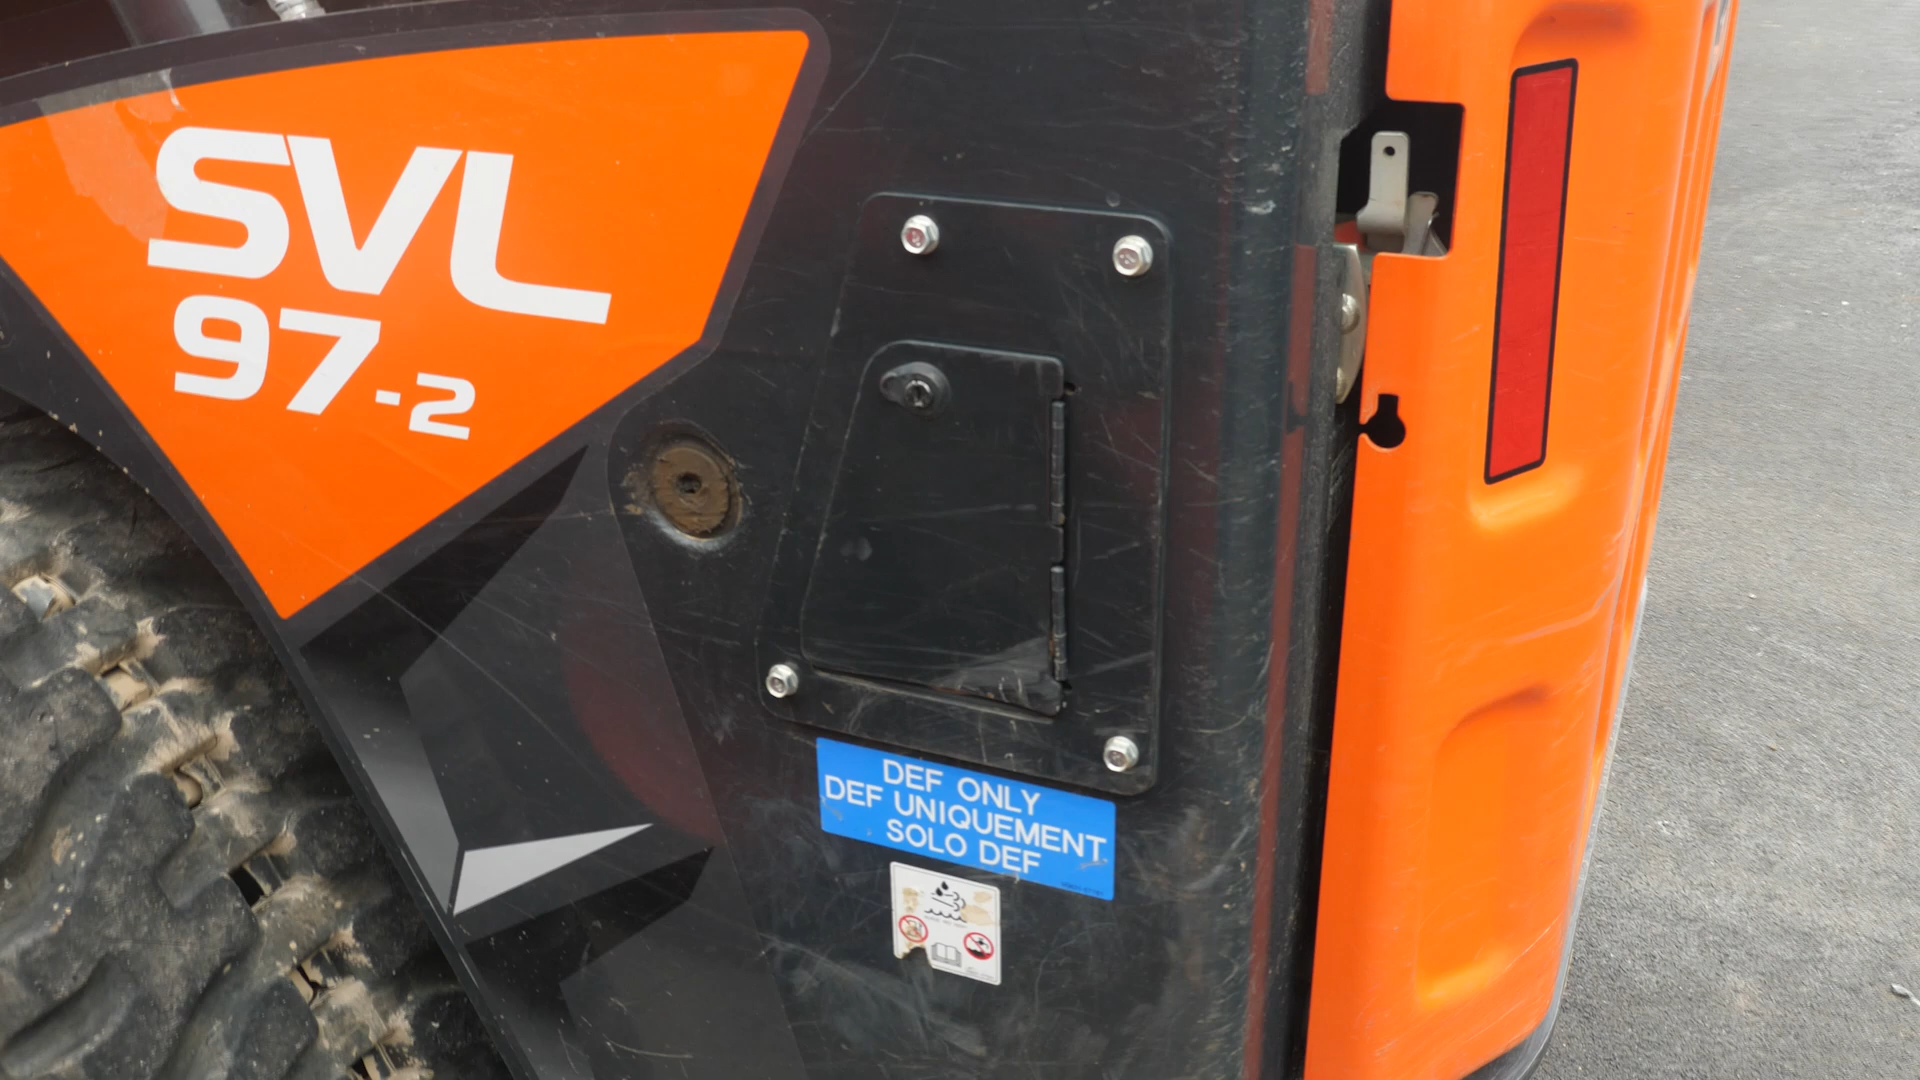 SVL
97-2
DEF ONLY
DEF UNIQUEMENT
SOLO DEF